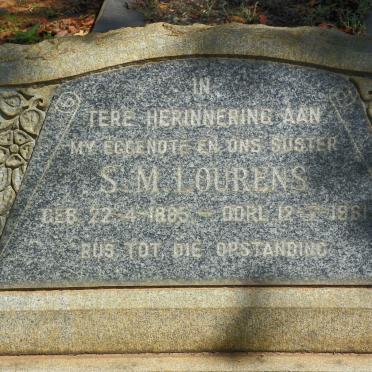 IN
TERE HERINNERING AAN
MY EGGENOTE EN ONS SUSTER
S. M. LOURENS
GEB. 22-4-1885 – OORL. 12-7-1961
RUS TOT DIE OPSTANDING